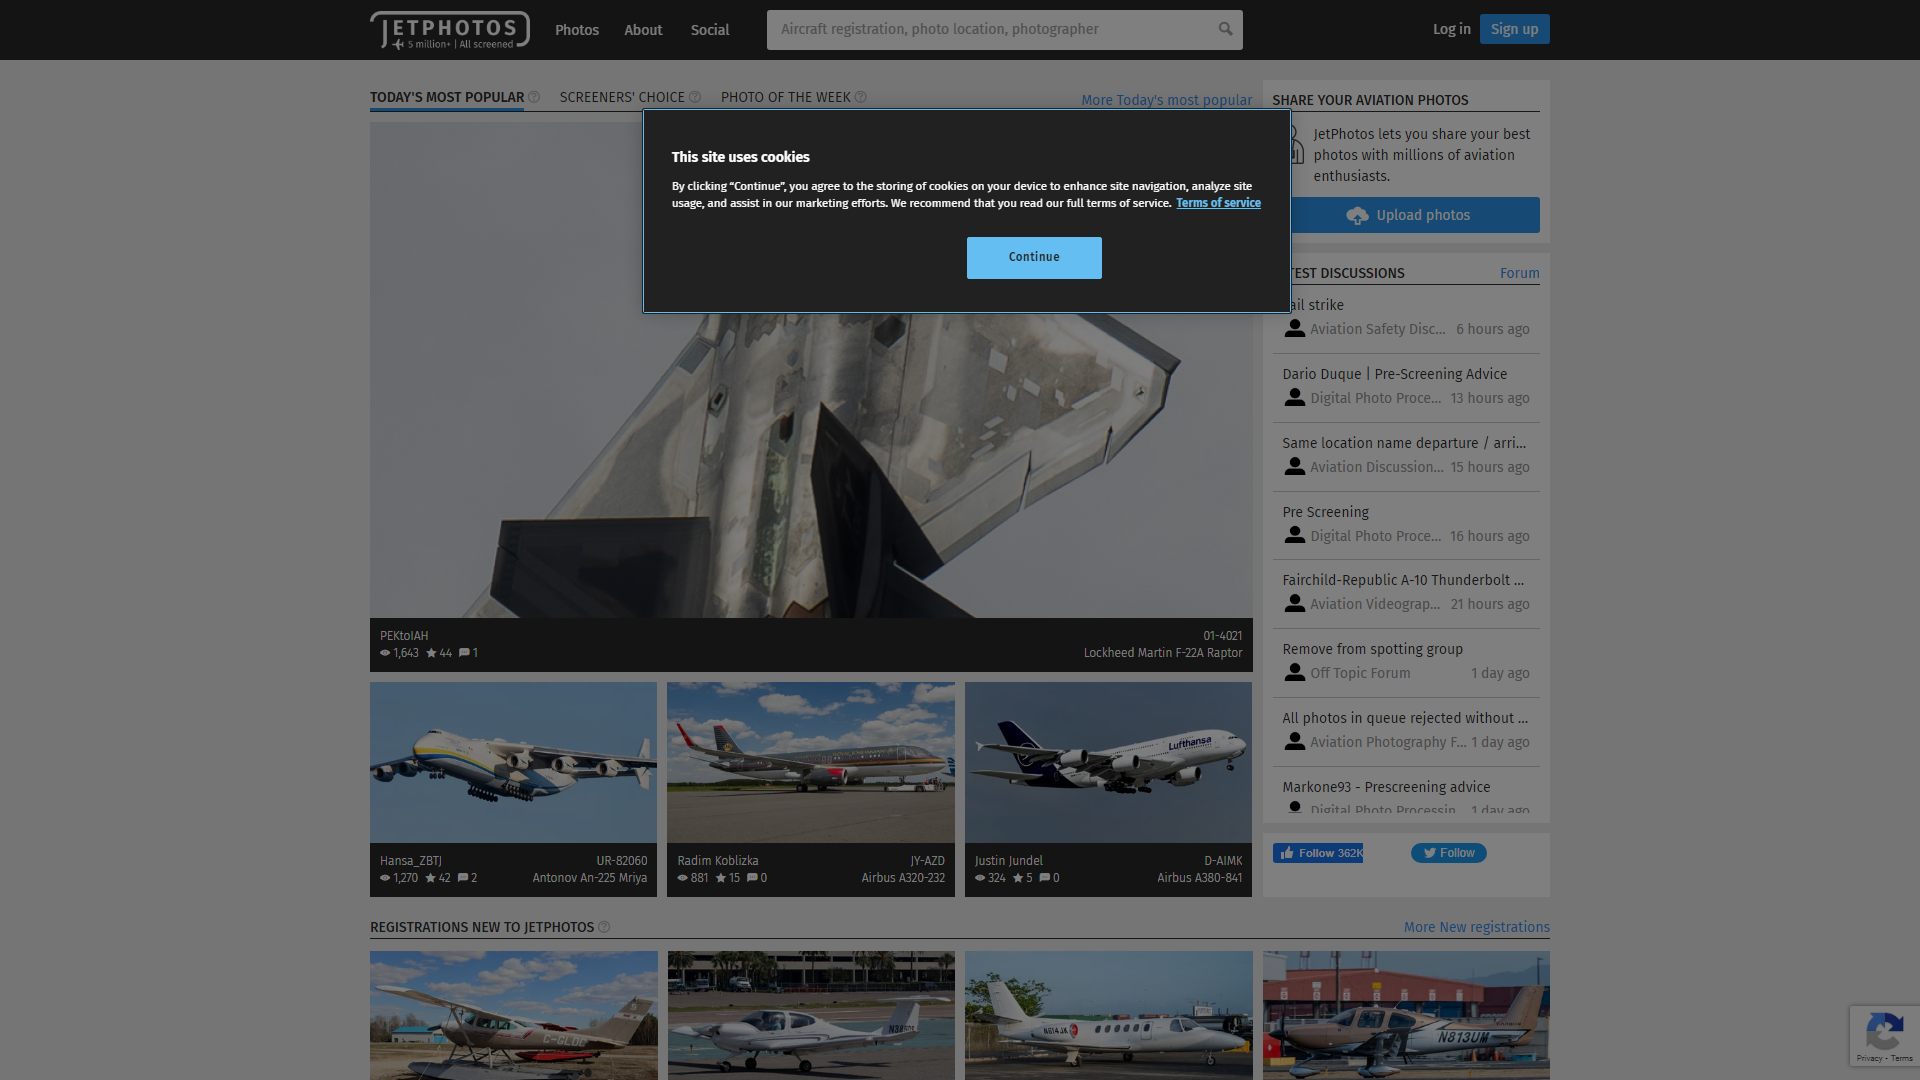 JETPHOTOS
5 million+ | All screened
Photos
About
Social
Aircraft registration, photo location, photographer
Log in
Sign up
TODAY'S MOST POPULAR
SCREENERS' CHOICE
PHOTO OF THE WEEK
More Today's most popular
This site uses cookies
By clicking “Continue”, you agree to the storing of cookies on your device to enhance site navigation, analyze site
usage, and assist in our marketing efforts. We recommend that you read our full terms of service. Terms of service
Continue
PEKtoIAH
01-4021
1,643 44 1
Lockheed Martin F-22A Raptor
Lufthansa
Hansa_ZBTJ
UR-82060
1,270 42 2
Antonov An-225 Mriya
Radim Koblizka
JY-AZD
881 15 0
Airbus A320-232
Justin Jundel
D-AIMK
324 5 0
Airbus A380-841
SHARE YOUR AVIATION PHOTOS
JetPhotos lets you share your best
photos with millions of aviation
enthusiasts.
Upload photos
TEST DISCUSSIONS
Forum
ail strike
Aviation Safety Disc... 6 hours ago
Dario Duque | Pre-Screening Advice
Digital Photo Proce... 13 hours ago
Same location name departure / arri...
Aviation Discussion... 15 hours ago
Pre Screening
Digital Photo Proce... 16 hours ago
Fairchild-Republic A-10 Thunderbolt ...
Aviation Videograp... 21 hours ago
Remove from spotting group
Off Topic Forum 1 day ago
All photos in queue rejected without ...
Aviation Photography F... 1 day ago
Markone93 - Prescreening advice
Digital Photo Processin 1 day ago
Follow 362K
Follow
REGISTRATIONS NEW TO JETPHOTOS
More New registrations
C-GLDC
N614JK
N813UM
Privacy - Terms